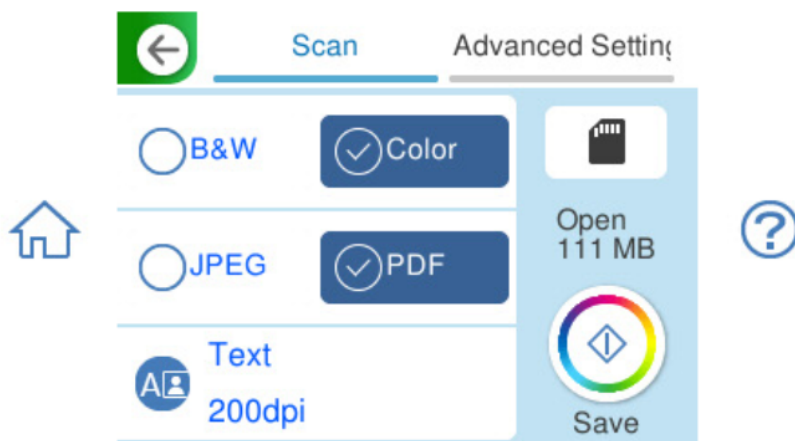 Scan
Advanced Setting
B&W
Color
JPEG
PDF
Text
200dpi
Open
111 MB
Save